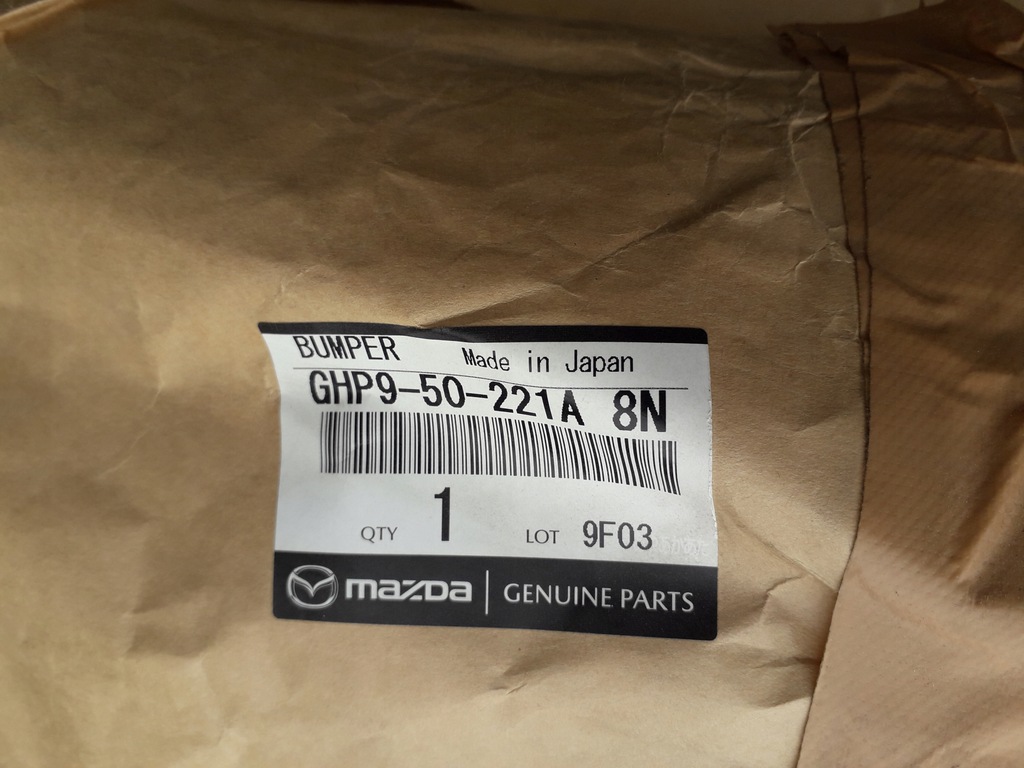 BUMPER Made in Japan
GHP9-50-221A 8N
QTY 1 LOT 9F03
mazda | GENUINE PARTS